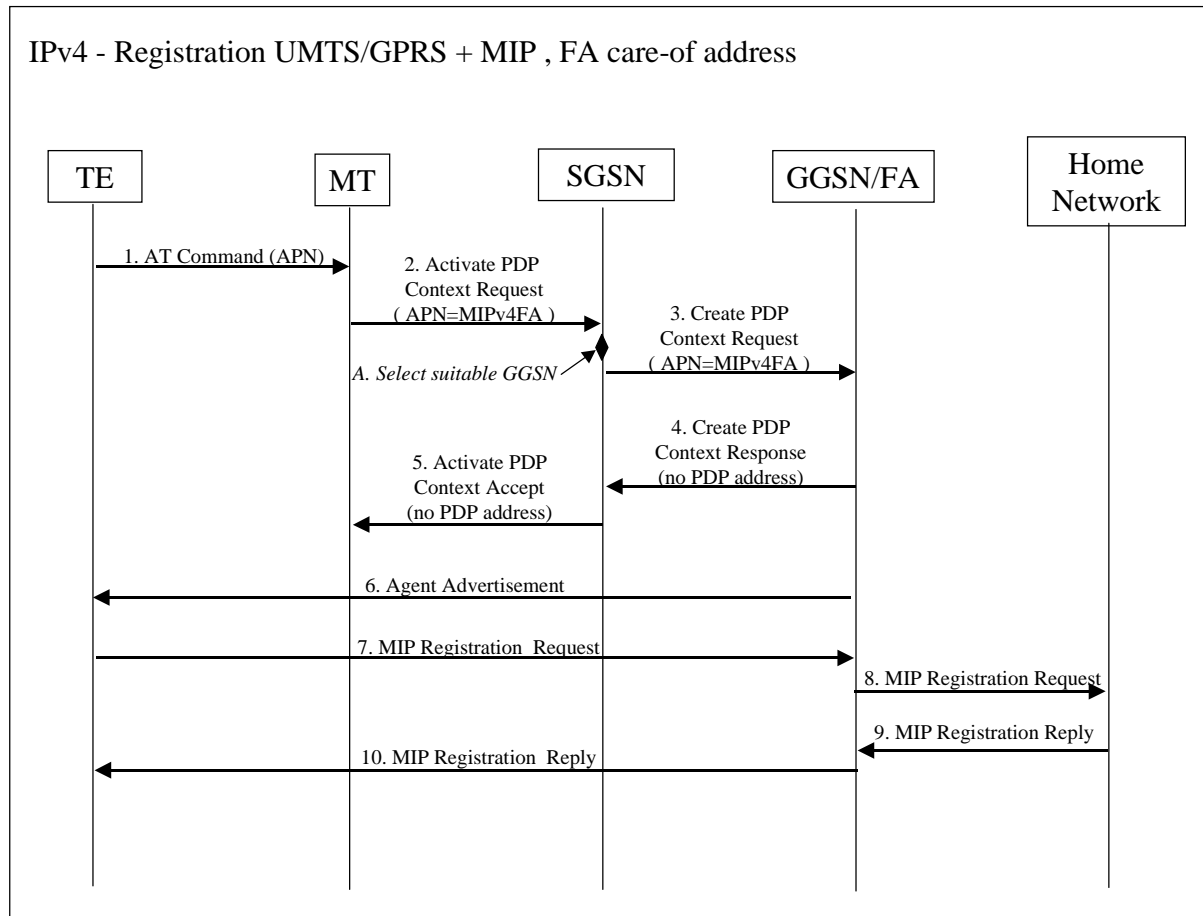 IPv4 - Registration UMTS/GPRS + MIP , FA care-of address
TE
MT
SGSN
GGSN/FA
Home
Network
1. AT Command (APN)
2. Activate PDP
Context Request
( APN=MIPv4FA )
A. Select suitable GGSN
3. Create PDP
Context Request
( APN=MIPv4FA )
4. Create PDP
Context Response
(no PDP address)
5. Activate PDP
Context Accept
(no PDP address)
6. Agent Advertisement
7. MIP Registration Request
8. MIP Registration Request
9. MIP Registration Reply
10. MIP Registration Reply